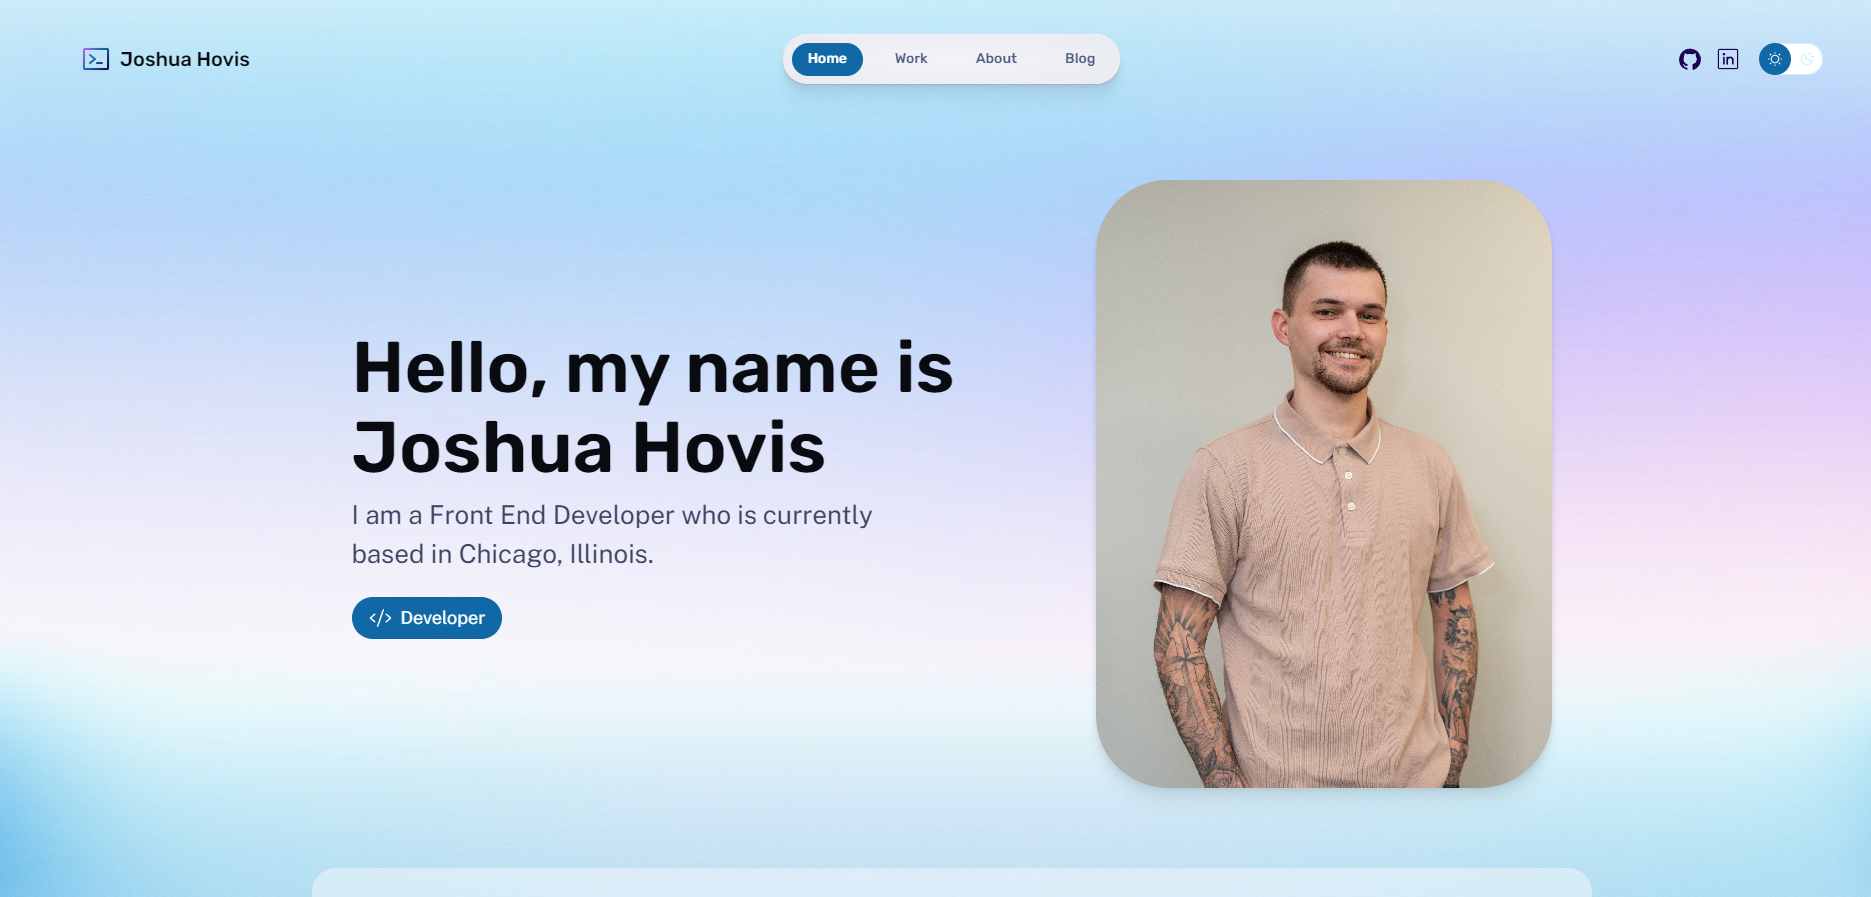 Joshua Hovis
Home Work About Blog
Hello, my name is
Joshua Hovis
I am a Front End Developer who is currently
based in Chicago, Illinois.
</> Developer